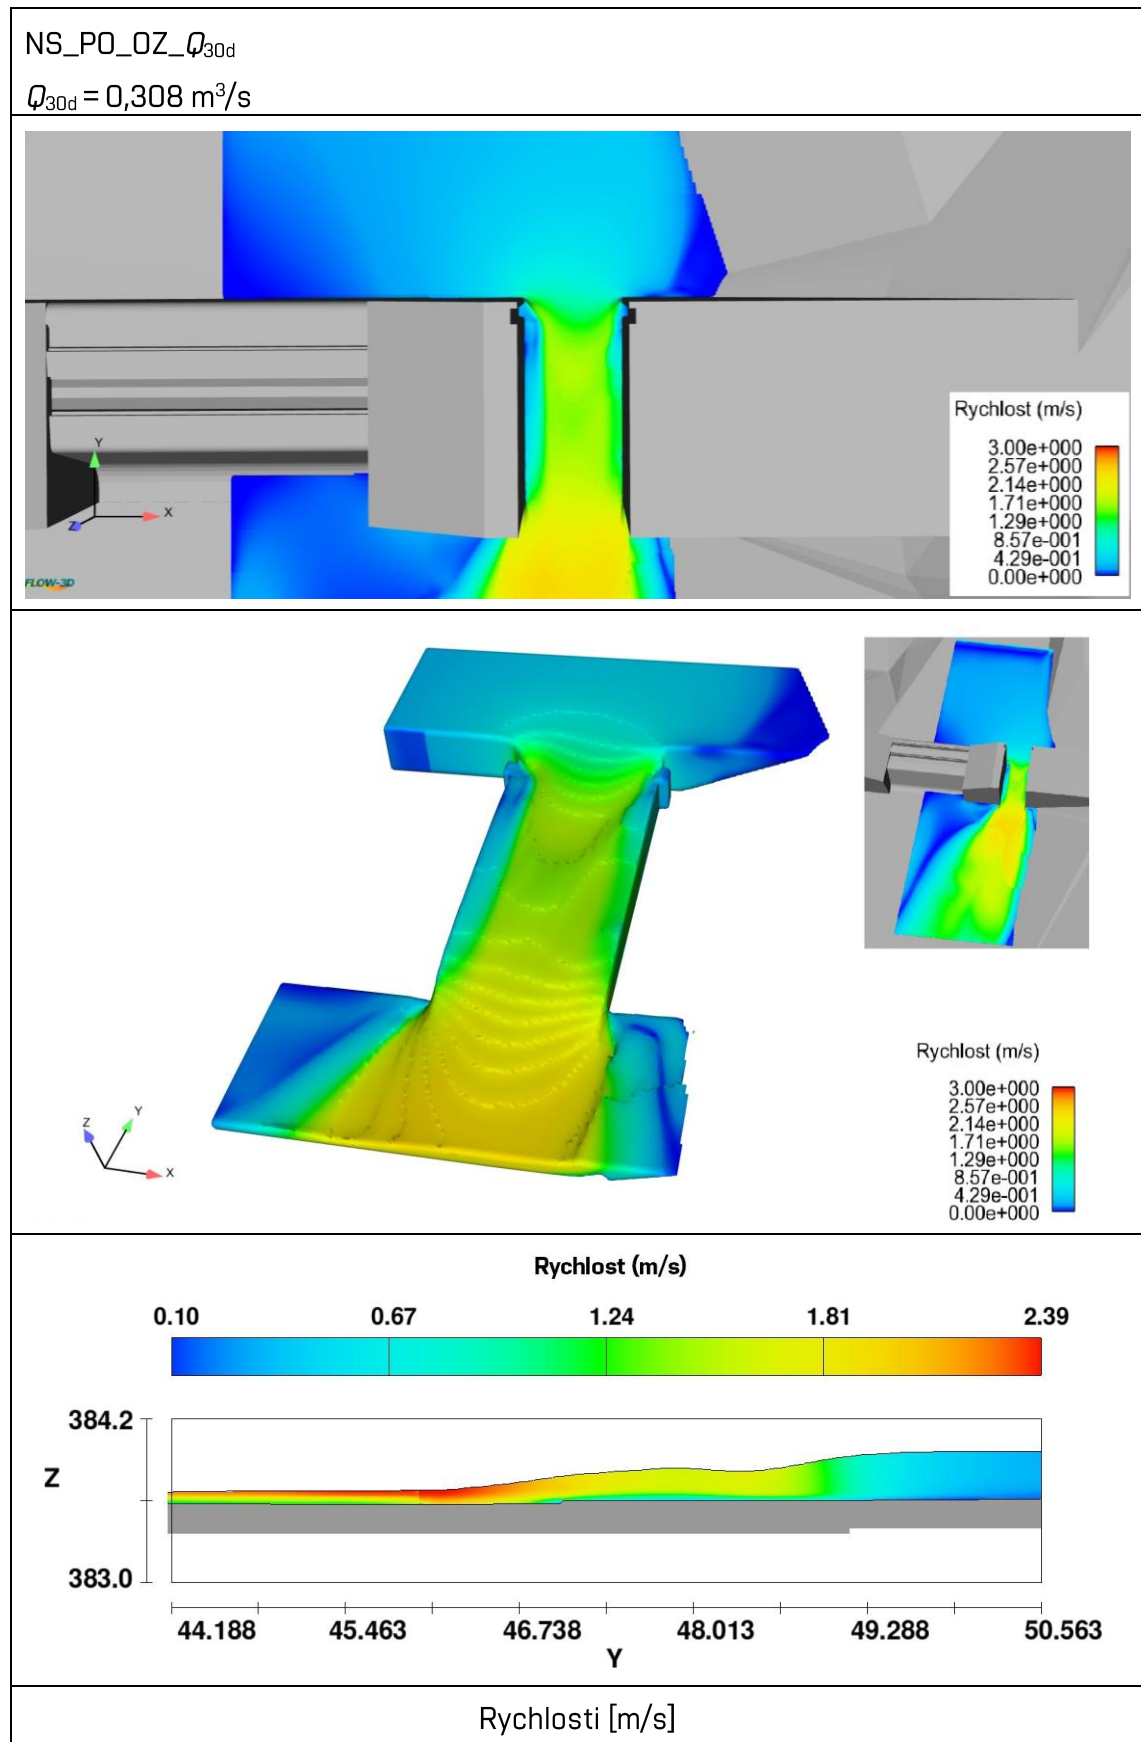 NS_PO_OZ_Q30d
Q30d = 0,308 m³/s
Rychlost (m/s)
3.00e+000
2.57e+000
2.14e+000
1.71e+000
1.29e+000
8.57e-001
4.29e-001
0.00e+000
Y
X
Z
FLOW-3D
Rychlost (m/s)
3.00e+000
2.57e+000
2.14e+000
1.71e+000
1.29e+000
8.57e-001
4.29e-001
0.00e+000
Z
Y
X
Rychlost (m/s)
0.10 0.67 1.24 1.81 2.39
384.2
Z
383.0
44.188 45.463 46.738 48.013 49.288 50.563
Y
Rychlosti [m/s]